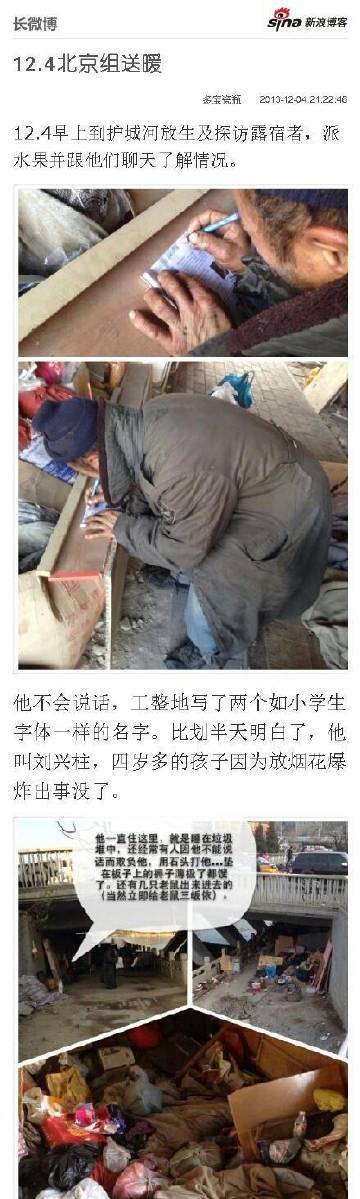 长微博
sina 新浪博客
12.4北京组送暖
多宝瓷瓶 2013-12-04 21:22:48
12.4早上到护城河放生及探访露宿者，派
水果并跟他们聊天了解情况。
他不会说话，工整地写了两个如小学生
字体一样的名字。比划半天明白了，他
叫刘兴柱，四岁多的孩子因为放烟花爆
炸出事没了。
他一直住这里，就是睡在垃圾
堆中，还经常有人因他不能说
话而欺负他，用石头打他...垫
在板子上的褥子薄极了都馊
了。还有几只老鼠出来进去的
（当然立即给老鼠三皈依），